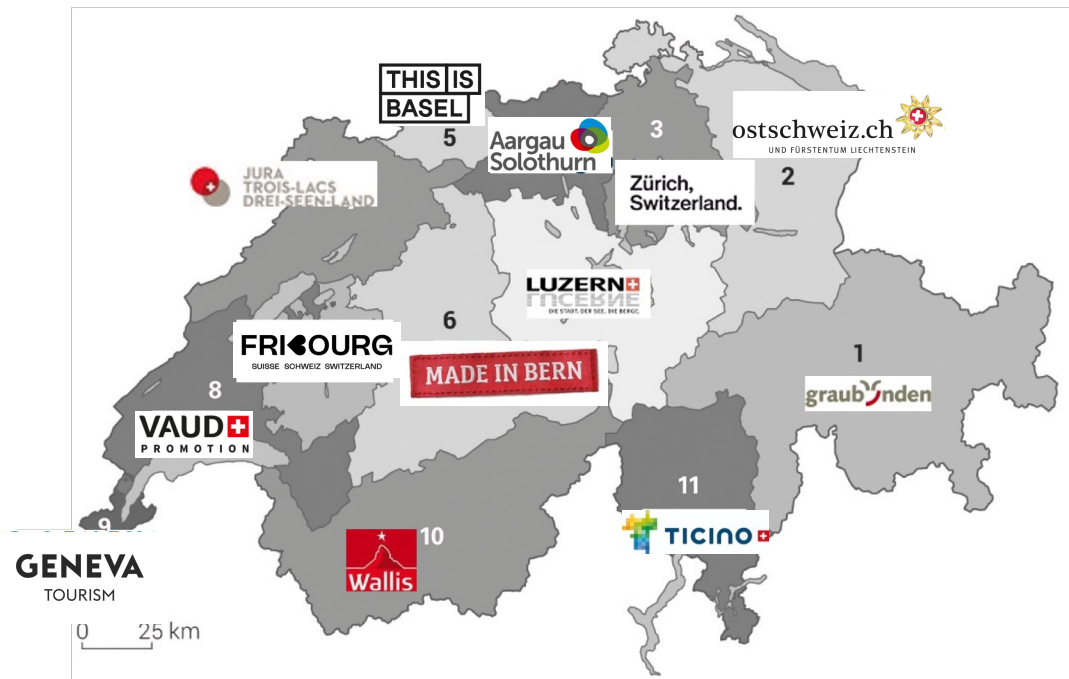 THIS IS
BASEL
5
Aargau
Solothurn
3
ostschweiz.ch
UND FÜRSTENTUM LIECHTENSTEIN
2
Zürich,
Switzerland.
JURA
TROIS-LACS
DREI-SEEN-LAND
LUZERN
LUCERNE
DIE STADT. DER SEE. DIE BERGE.
6
FRIBOURG
SUISSE SCHWEIZ SWITZERLAND
MADE IN BERN
1
graubünden
8
VAUD
PROMOTION
11
TICINO
9
10
Wallis
GENEVA
TOURISM
0 25 km